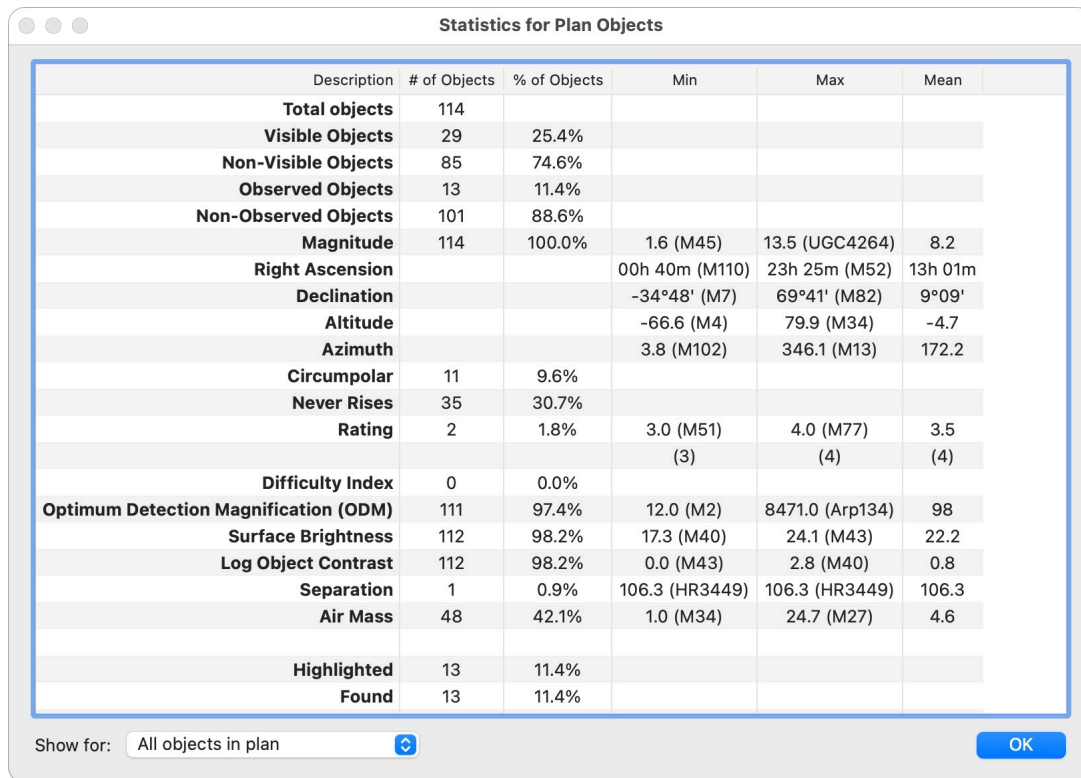 Statistics for Plan Objects
Description # of Objects % of Objects Min Max Mean
Total objects 114
Visible Objects 29 25.4%
Non-Visible Objects 85 74.6%
Observed Objects 13 11.4%
Non-Observed Objects 101 88.6%
Magnitude 114 100.0% 1.6 (M45) 13.5 (UGC4264) 8.2
Right Ascension 00h 40m (M110) 23h 25m (M52) 13h 01m
Declination -34°48' (M7) 69°41' (M82) 9°09'
Altitude -66.6 (M4) 79.9 (M34) -4.7
Azimuth 3.8 (M102) 346.1 (M13) 172.2
Circumpolar 11 9.6%
Never Rises 35 30.7%
Rating 2 1.8% 3.0 (M51) 4.0 (M77) 3.5
(3) (4) (4)
Difficulty Index 0 0.0%
Optimum Detection Magnification (ODM) 111 97.4% 12.0 (M2) 8471.0 (Arp134) 98
Surface Brightness 112 98.2% 17.3 (M40) 24.1 (M43) 22.2
Log Object Contrast 112 98.2% 0.0 (M43) 2.8 (M40) 0.8
Separation 1 0.9% 106.3 (HR3449) 106.3 (HR3449) 106.3
Air Mass 48 42.1% 1.0 (M34) 24.7 (M27) 4.6
Highlighted 13 11.4%
Found 13 11.4%
Show for: All objects in plan OK